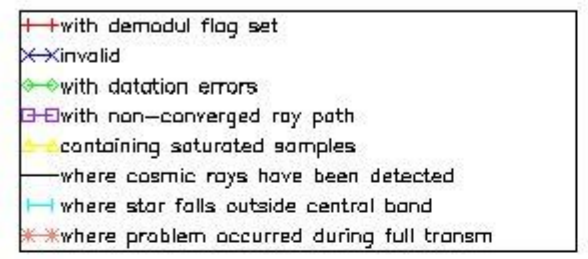 with demodul flag set
invalid
with datation errors
with non-converged ray path
containing saturated samples
where cosmic rays have been detected
where star falls outside central band
where problem occurred during full transm